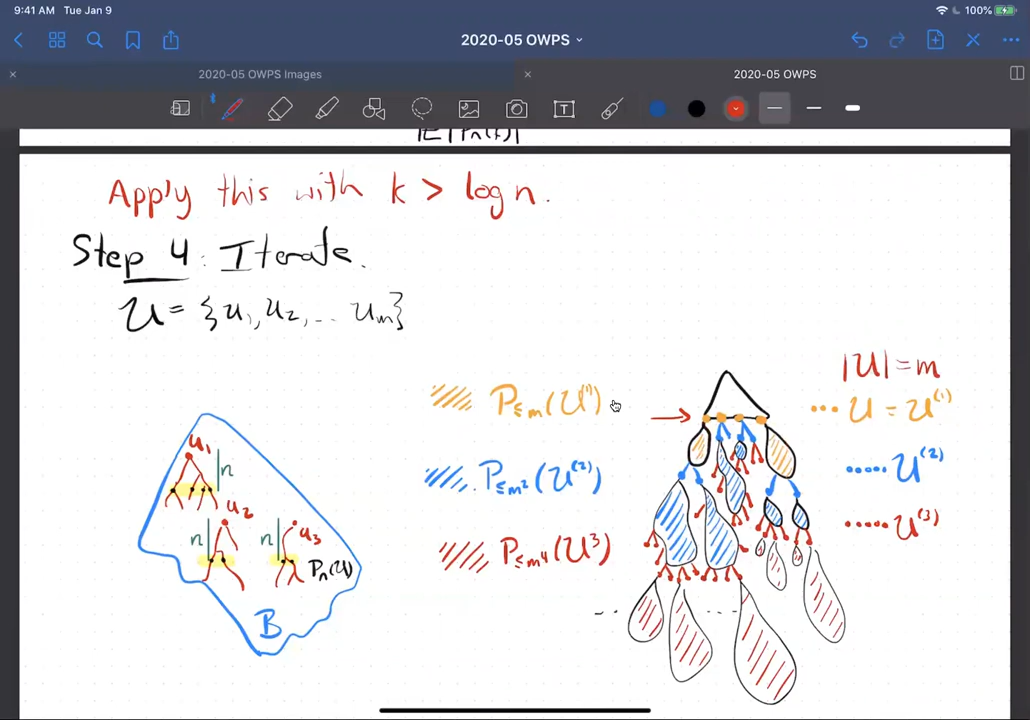 9:41 AM Tue Jan 9
100%
2020-05 OWPS
2020-05 OWPS Images
2020-05 OWPS
Apply this with k > log n.
Step 4: Iterate.
U = {u₁, u₂, ... uₘ}
|U| = m
P≤m(U⁽¹⁾)
... U = U⁽¹⁾
P≤m²(U⁽²⁾)
..... U⁽²⁾
P≤m⁴(U³)
..... U⁽³⁾
u₁
n
u₂
n
n
u₃
Pₙ(U)
B